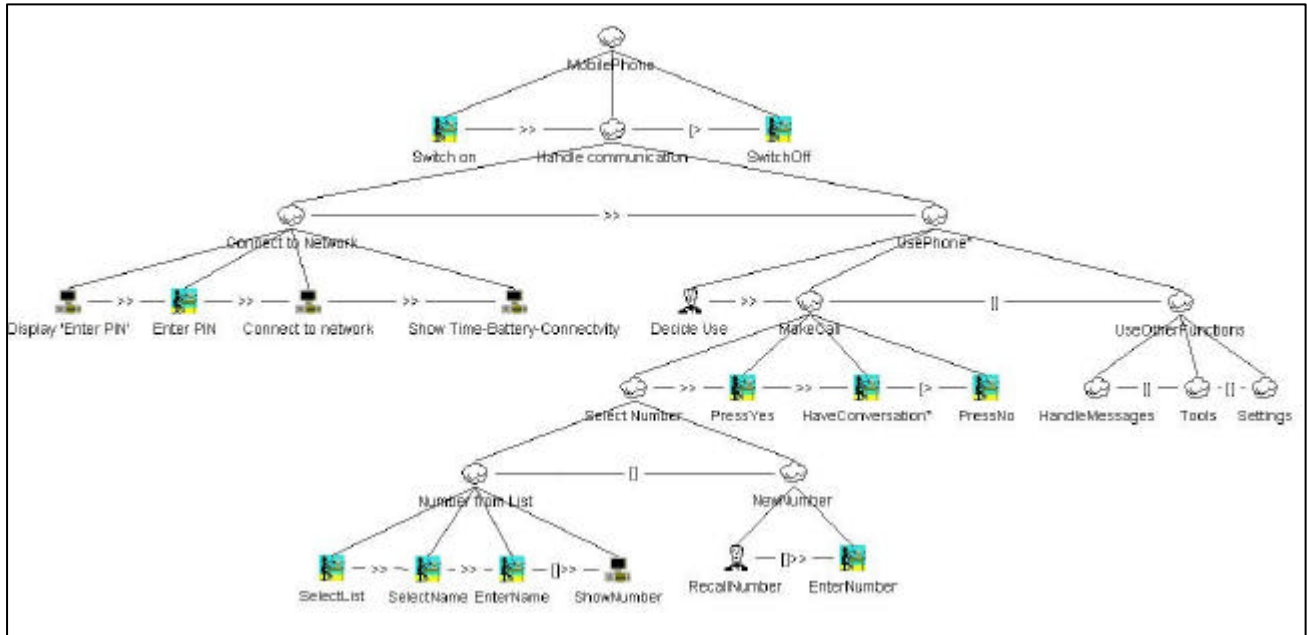 MobilePhone
>>
[>
Switch on
Handle communication
SwitchOff
>>
Connect to Network
UsePhone*
>>
>>
>>
>>
[]
Display 'Enter PIN'
Enter PIN
Connect to network
Show Time-Battery-Connectvity
Decide Use
MakeCall
UseOtherFunctions
>>
>>
[>
[]
[]
Select Number
PressYes
HaveConversation*
PressNo
HandleMessages
Tools
Settings
[]
Number from List
NewNumber
>>
>>
[]>>
[]>>
SelectList
SelectName
EnterName
ShowNumber
RecallNumber
EnterNumber